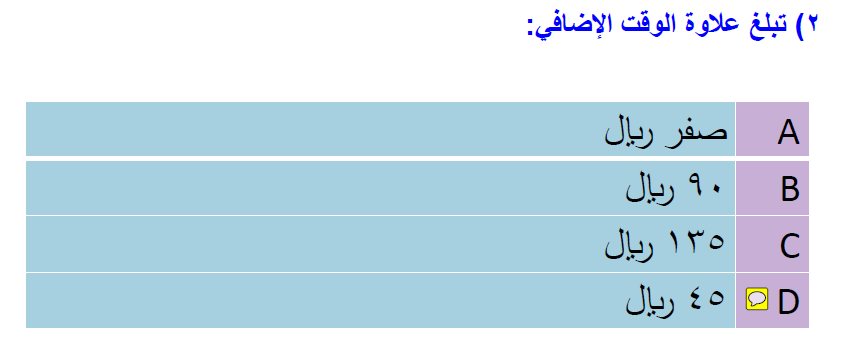 ٢) تبلغ علاوة الوقت الإضافي:
A صفر ريال
B ٩٠ ريال
C ١٣٥ ريال
D ٤٥ ريال